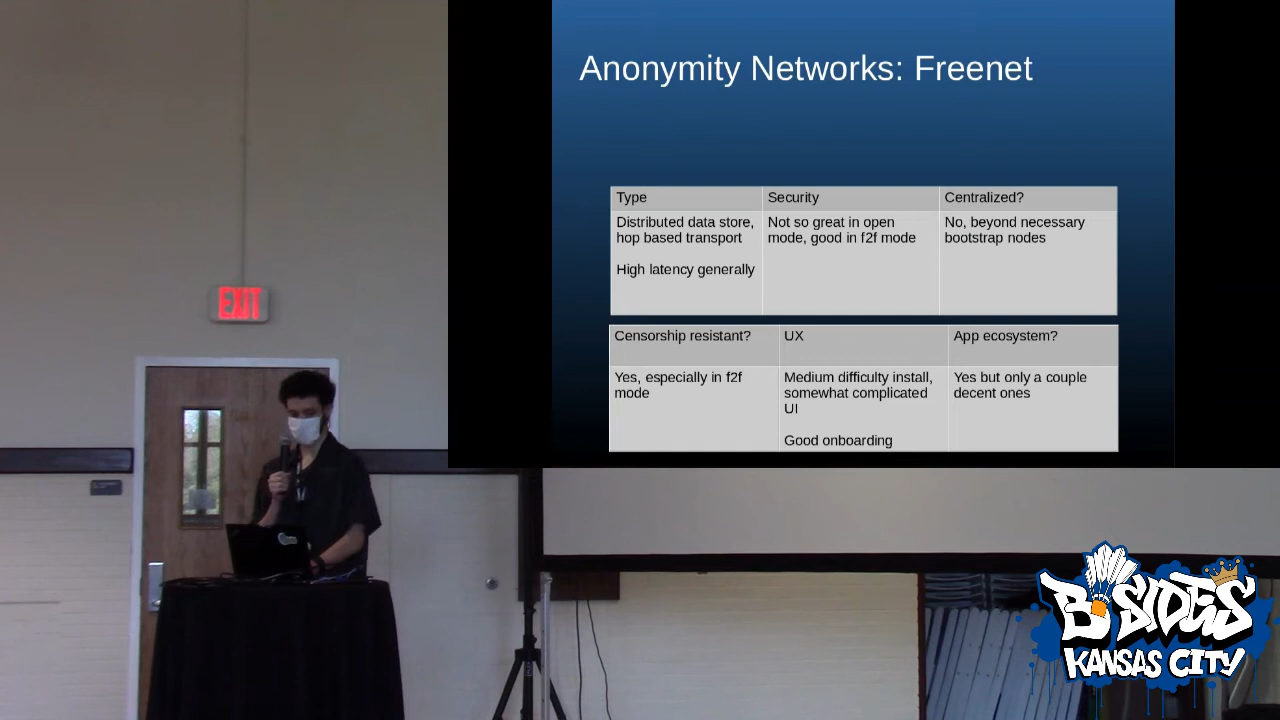 Anonymity Networks: Freenet
Type
Security
Centralized?
Distributed data store,
hop based transport
High latency generally
Not so great in open
mode, good in f2f mode
No, beyond necessary
bootstrap nodes
Censorship resistant?
UX
App ecosystem?
Yes, especially in f2f
mode
Medium difficulty install,
somewhat complicated
UI
Good onboarding
Yes but only a couple
decent ones
EXIT
B-SIDES
KANSAS CITY